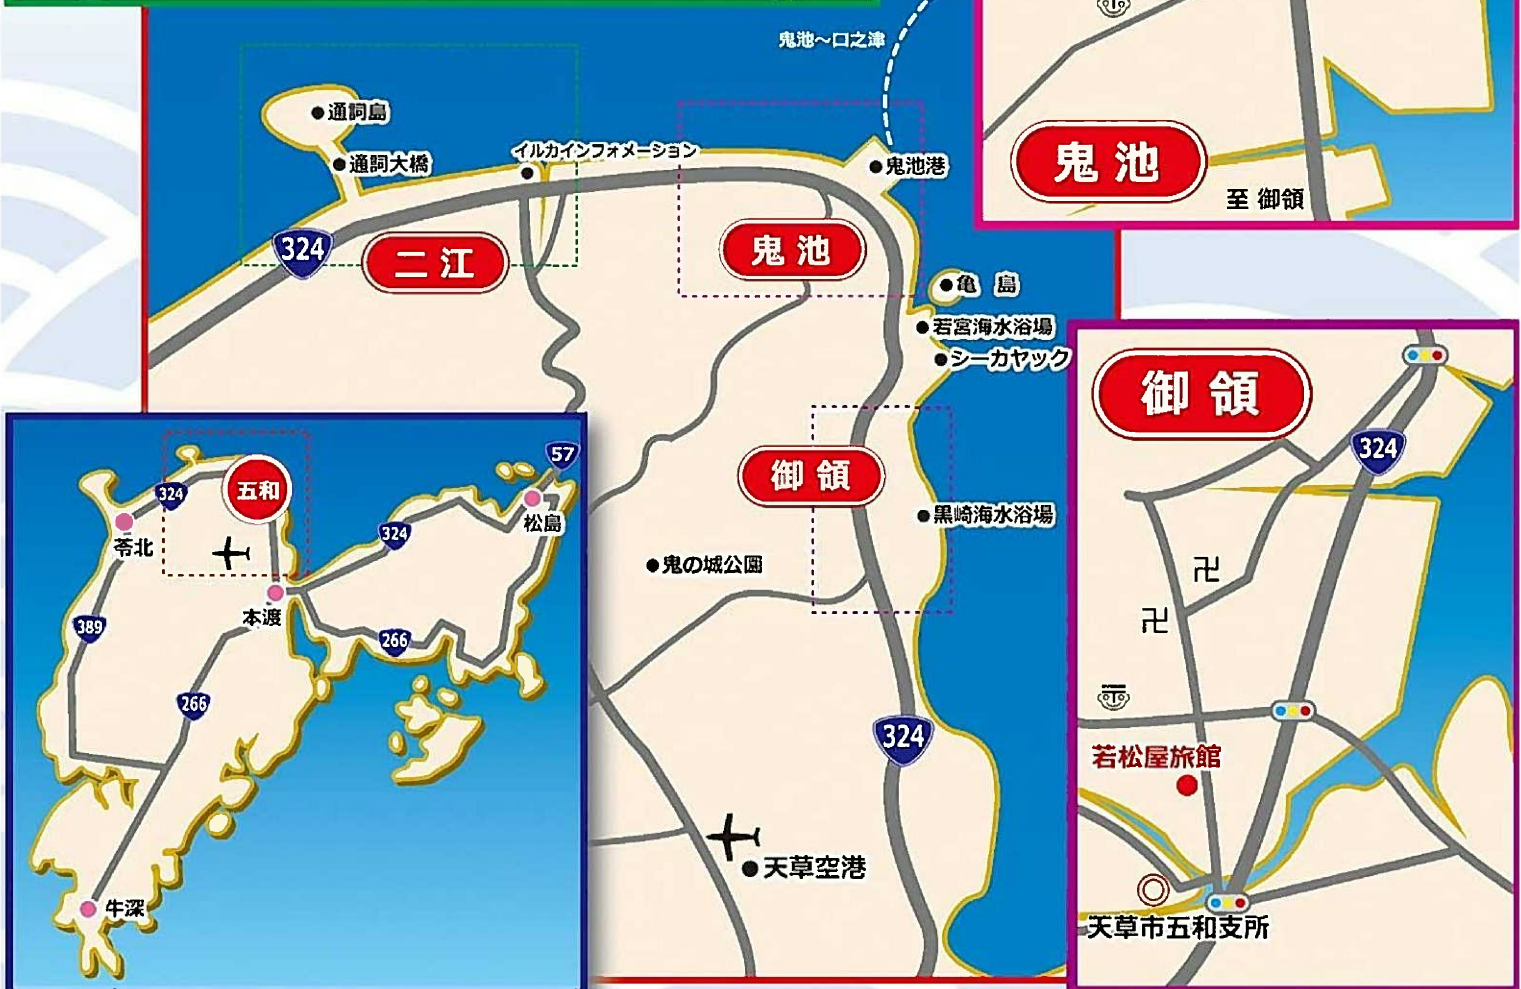 鬼池～口之津
通詞島
通詞大橋
イルカインフォメーション
鬼池港
鬼池
至 御領
324
二江
鬼池
亀 島
若宮海水浴場
シーカヤック
御領
324
御領
黒崎海水浴場
鬼の城公園
324
天草空港
57
五和
324
松島
苓北
324
本渡
389
266
266
牛深
卍
卍
若松屋旅館
天草市五和支所